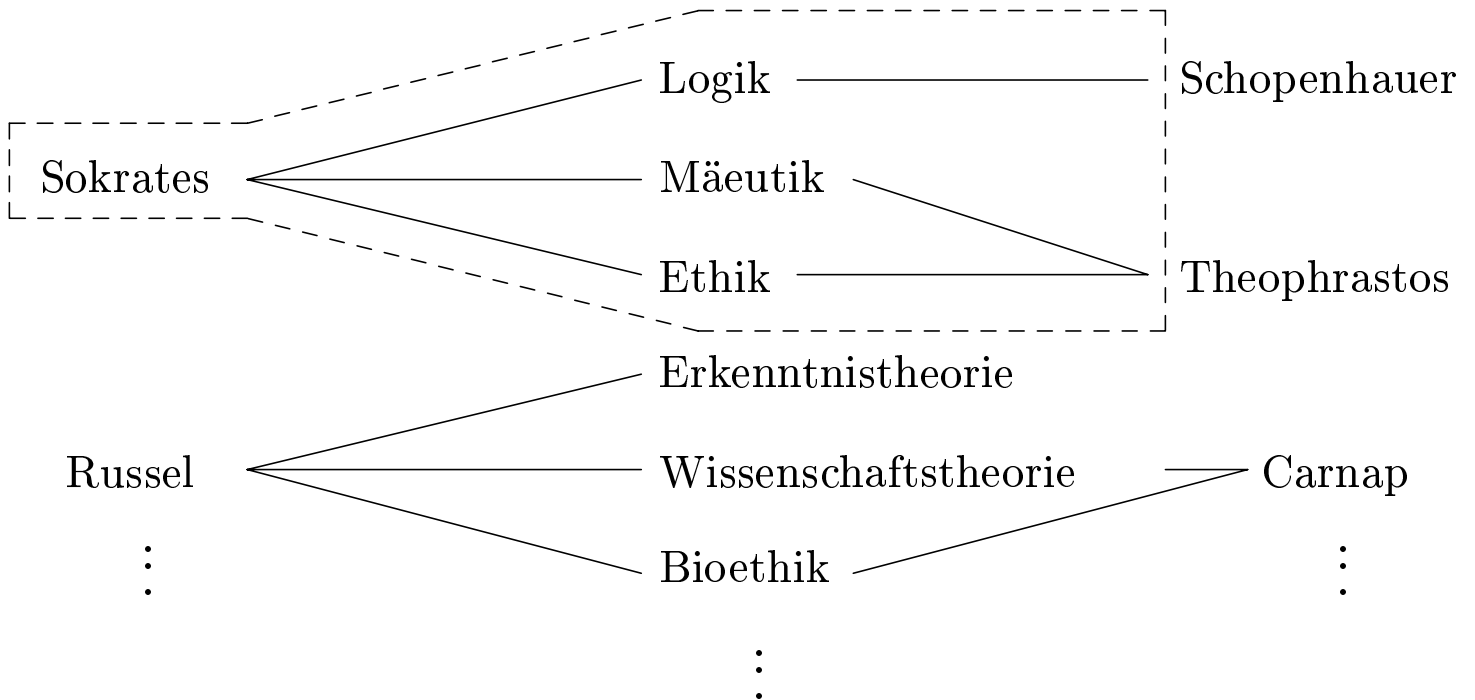 Logik Schopenhauer
Sokrates Mäeutik
Ethik Theophrastos
Erkenntnistheorie
Russel Wissenschaftstheorie Carnap
Bioethik